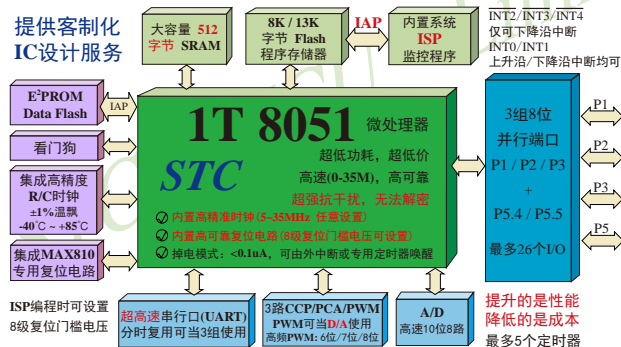 提供客制化
IC设计服务
大容量 512
字节 SRAM
8K / 13K
字节 Flash
程序存储器
IAP
内置系统
ISP
监控程序
INT2/INT3/INT4
仅可下降沿中断
INT0/INT1
上升沿/下降沿中断均可
E²PROM
Data Flash
IAP
看门狗
集成高精度
R/C时钟
±1%温飘
-40℃ ~ +85℃
集成MAX810
专用复位电路
1T 8051 微处理器
STC
超低功耗，超低价
高速(0-35M)，高可靠
超强抗干扰，无法解密
内置高精准时钟(5~35MHz 任意设置)
内置高可靠复位电路(8级复位门槛电压可设置)
掉电模式：<0.1uA，可由外中断或专用定时器唤醒
3组8位
并行端口
P1 / P2 / P3
+
P5.4 / P5.5
最多26个I/O
P1
P2
P3
P5
ISP编程时可设置
8级复位门槛电压
超高速串行口(UART)
分时复用可当3组使用
3路CCP/PCA/PWM
PWM可当D/A使用
高频PWM: 6位/7位/8位
A/D
高速10位8路
提升的是性能
降低的是成本
最多5个定时器